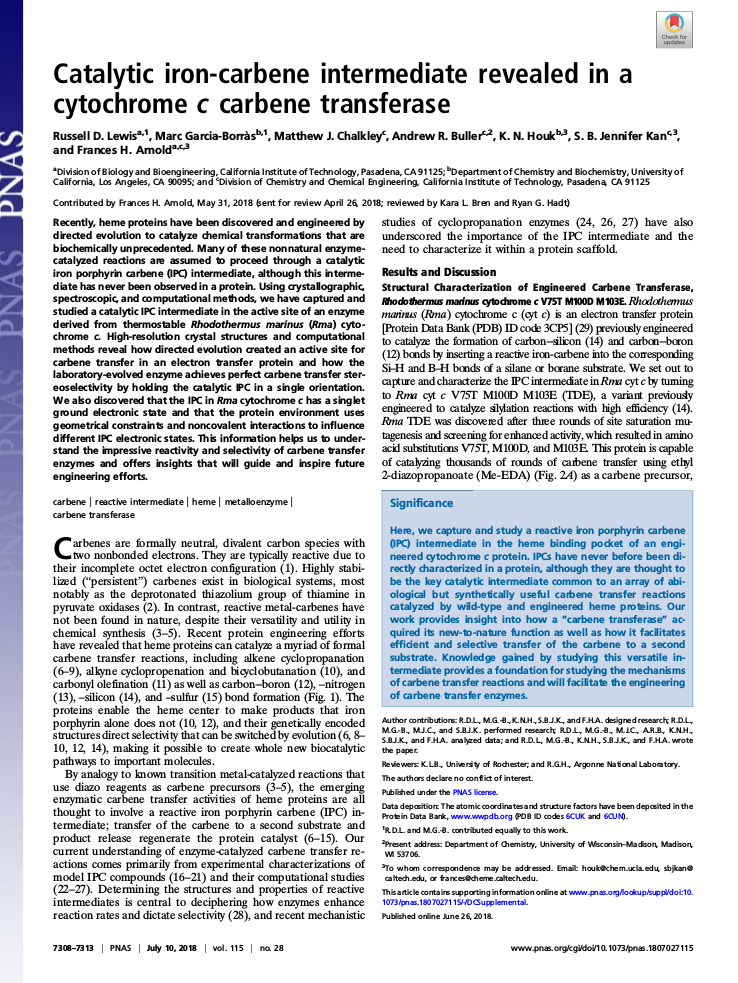 Check for
updates
Catalytic iron-carbene intermediate revealed in a
cytochrome c carbene transferase
Russell D. Lewisa,1, Marc Garcia-Borràsb,1, Matthew J. Chalkleyc, Andrew R. Bullerc,2, K. N. Houkb,3, S. B. Jennifer Kanc,3,
and Frances H. Arnolda,c,3
aDivision of Biology and Bioengineering, California Institute of Technology, Pasadena, CA 91125; bDepartment of Chemistry and Biochemistry, University of
California, Los Angeles, CA 90095; and cDivision of Chemistry and Chemical Engineering, California Institute of Technology, Pasadena, CA 91125
Contributed by Frances H. Arnold, May 31, 2018 (sent for review April 26, 2018; reviewed by Kara L. Bren and Ryan G. Hadt)
Recently, heme proteins have been discovered and engineered by
directed evolution to catalyze chemical transformations that are
biochemically unprecedented. Many of these nonnatural enzyme-
catalyzed reactions are assumed to proceed through a catalytic
iron porphyrin carbene (IPC) intermediate, although this interme-
diate has never been observed in a protein. Using crystallographic,
spectroscopic, and computational methods, we have captured and
studied a catalytic IPC intermediate in the active site of an enzyme
derived from thermostable Rhodothermus marinus (Rma) cyto-
chrome c. High-resolution crystal structures and computational
methods reveal how directed evolution created an active site for
carbene transfer in an electron transfer protein and how the
laboratory-evolved enzyme achieves perfect carbene transfer ster-
eoselectivity by holding the catalytic IPC in a single orientation.
We also discovered that the IPC in Rma cytochrome c has a singlet
ground electronic state and that the protein environment uses
geometrical constraints and noncovalent interactions to influence
different IPC electronic states. This information helps us to under-
stand the impressive reactivity and selectivity of carbene transfer
enzymes and offers insights that will guide and inspire future
engineering efforts.
carbene | reactive intermediate | heme | metalloenzyme |
carbene transferase
Carbenes are formally neutral, divalent carbon species with
two nonbonded electrons. They are typically reactive due to
their incomplete octet electron configuration (1). Highly stabi-
lized (“persistent”) carbenes exist in biological systems, most
notably as the deprotonated thiazolium group of thiamine in
pyruvate oxidases (2). In contrast, reactive metal-carbenes have
not been found in nature, despite their versatility and utility in
chemical synthesis (3–5). Recent protein engineering efforts
have revealed that heme proteins can catalyze a myriad of formal
carbene transfer reactions, including alkene cyclopropanation
(6–9), alkyne cyclopropenation and bicyclobutanation (10), and
carbonyl olefination (11) as well as carbon–boron (12), –nitrogen
(13), –silicon (14), and –sulfur (15) bond formation (Fig. 1). The
proteins enable the heme center to make products that iron
porphyrin alone does not (10, 12), and their genetically encoded
structures direct selectivity that can be switched by evolution (6, 8–
10, 12, 14), making it possible to create whole new biocatalytic
pathways to important molecules.
By analogy to known transition metal-catalyzed reactions that
use diazo reagents as carbene precursors (3–5), the emerging
enzymatic carbene transfer activities of heme proteins are all
thought to involve a reactive iron porphyrin carbene (IPC) in-
termediate; transfer of the carbene to a second substrate and
product release regenerate the protein catalyst (6–15). Our
current understanding of enzyme-catalyzed carbene transfer re-
actions comes primarily from experimental characterizations of
model IPC compounds (16–21) and their computational studies
(22–27). Determining the structures and properties of reactive
intermediates is central to deciphering how enzymes enhance
reaction rates and dictate selectivity (28), and recent mechanistic
studies of cyclopropanation enzymes (24, 26, 27) have also
underscored the importance of the IPC intermediate and the
need to characterize it within a protein scaffold.
Results and Discussion
Structural Characterization of Engineered Carbene Transferase,
Rhodothermus marinus cytochrome c V75T M100D M103E. Rhodothermus
marinus (Rma) cytochrome c (cyt c) is an electron transfer protein
[Protein Data Bank (PDB) ID code 3CP5] (29) previously engineered
to catalyze the formation of carbon–silicon (14) and carbon–boron
(12) bonds by inserting a reactive iron-carbene into the corresponding
Si–H and B–H bonds of a silane or borane substrate. We set out to
capture and characterize the IPC intermediate in Rma cyt c by turning
to Rma cyt c V75T M100D M103E (TDE), a variant previously
engineered to catalyze silylation reactions with high efficiency (14).
Rma TDE was discovered after three rounds of site saturation mu-
tagenesis and screening for enhanced activity, which resulted in amino
acid substitutions V75T, M100D, and M103E. This protein is capable
of catalyzing thousands of rounds of carbene transfer using ethyl
2-diazopropanoate (Me-EDA) (Fig. 2A) as a carbene precursor,
Significance
Here, we capture and study a reactive iron porphyrin carbene
(IPC) intermediate in the heme binding pocket of an engi-
neered cytochrome c protein. IPCs have never before been di-
rectly characterized in a protein, although they are thought to
be the key catalytic intermediate common to an array of abi-
ological but synthetically useful carbene transfer reactions
catalyzed by wild-type and engineered heme proteins. Our
work provides insight into how a “carbene transferase” ac-
quired its new-to-nature function as well as how it facilitates
efficient and selective transfer of the carbene to a second
substrate. Knowledge gained by studying this versatile in-
termediate provides a foundation for studying the mechanisms
of carbene transfer reactions and will facilitate the engineering
of carbene transfer enzymes.
Author contributions: R.D.L., M.G.-B., K.N.H., S.B.J.K., and F.H.A. designed research; R.D.L.,
M.G.-B., M.J.C., and S.B.J.K. performed research; R.D.L., M.G.-B., M.J.C., A.R.B., K.N.H.,
S.B.J.K., and F.H.A. analyzed data; and R.D.L., M.G.-B., K.N.H., S.B.J.K., and F.H.A. wrote
the paper.
Reviewers: K.L.B., University of Rochester; and R.G.H., Argonne National Laboratory.
The authors declare no conflict of interest.
Published under the PNAS license.
Data deposition: The atomic coordinates and structure factors have been deposited in the
Protein Data Bank, www.wwpdb.org (PDB ID codes 6CUK and 6CUN).
1R.D.L. and M.G.-B. contributed equally to this work.
2Present address: Department of Chemistry, University of Wisconsin–Madison, Madison,
WI 53706.
3To whom correspondence may be addressed. Email: houk@chem.ucla.edu, sbjkan@
caltech.edu, or frances@cheme.caltech.edu.
This article contains supporting information online at www.pnas.org/lookup/suppl/doi:10.
1073/pnas.1807027115/-/DCSupplemental.
Published online June 26, 2018.
7308–7313 | PNAS | July 10, 2018 | vol. 115 | no. 28
www.pnas.org/cgi/doi/10.1073/pnas.1807027115
PNAS
PNAS
PNAS